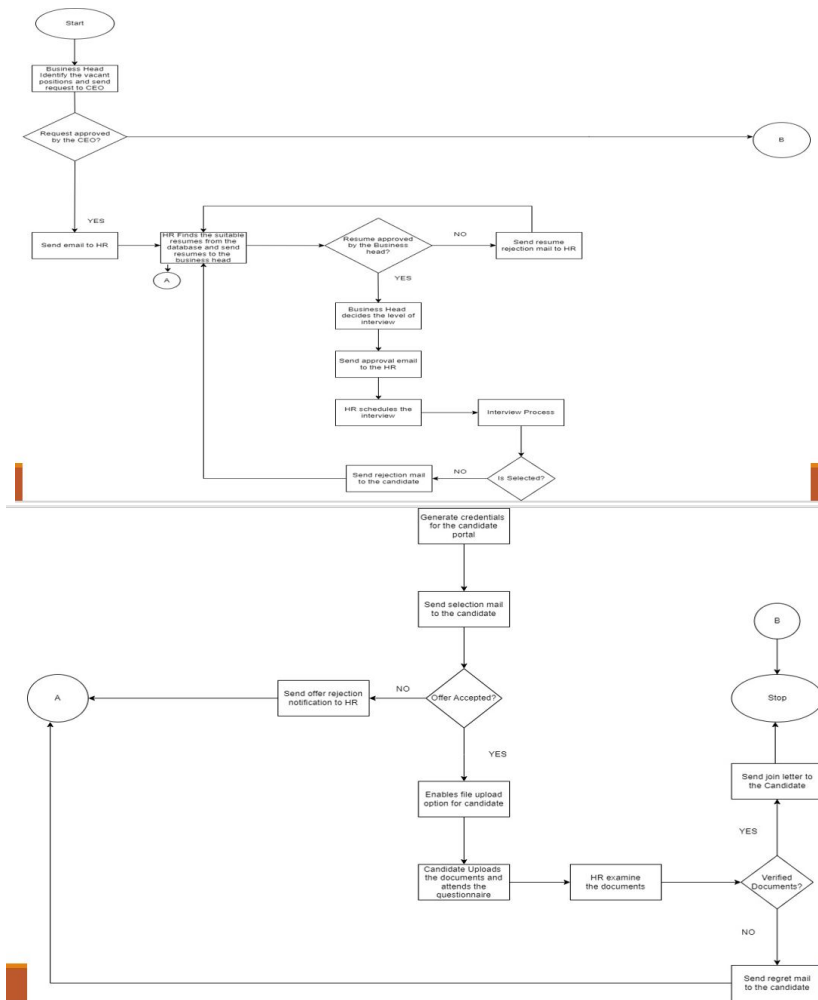 Start
Business Head
Identify the vacant
positions and send
request to CEO
Request approved
by the CEO?
B
YES
Send email to HR
HR Finds the suitable
resumes from the
database and send
resumes to the
business head
A
Resume approved
by the Business
head?
NO
Send resume
rejection mail to HR
YES
Business Head
decides the level of
interview
Send approval email
to the HR
HR schedules the
interview
Interview Process
Is Selected?
NO
Send rejection mail
to the candidate
Generate credentials
for the candidate
portal
Send selection mail
to the candidate
B
Offer Accepted?
NO
Send offer rejection
notification to HR
A
Stop
YES
Enables file upload
option for candidate
Send join letter to
the Candidate
YES
Candidate Uploads
the documents and
attends the
questionnaire
HR examine
the documents
Verified
Documents?
NO
Send regret mail
to the candidate